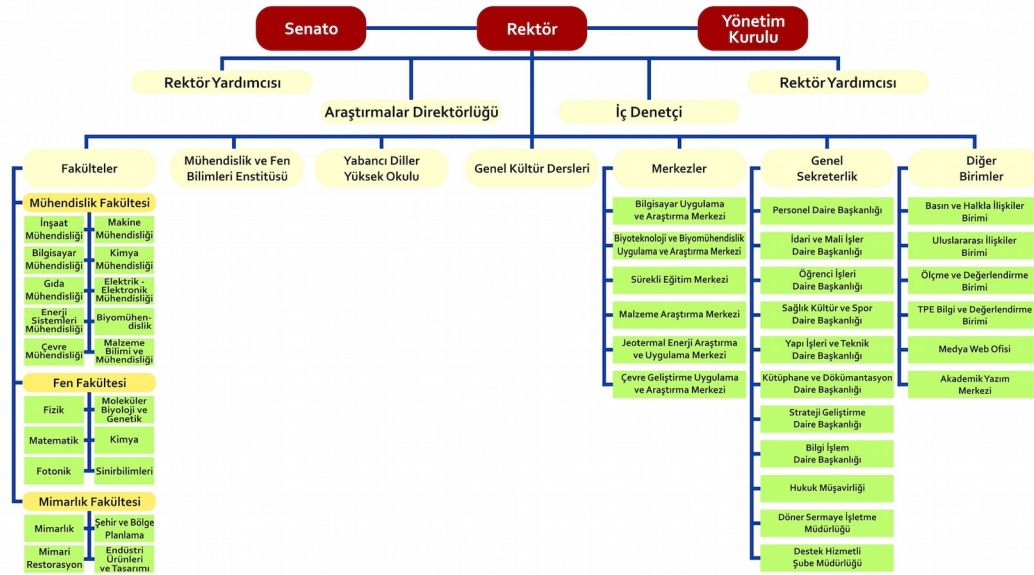 Senato
Rektör
Yönetim
Kurulu
Rektör Yardımcısı
Rektör Yardımcısı
Araştırmalar Direktörlüğü
İç Denetçi
Fakülteler
Mühendislik ve Fen
Bilimleri Enstitüsü
Yabancı Diller
Yüksek Okulu
Genel Kültür Dersleri
Merkezler
Genel
Sekreterlik
Diğer
Birimler
Mühendislik Fakültesi
İnşaat
Mühendisliği
Makine
Mühendisliği
Bilgisayar
Mühendisliği
Kimya
Mühendisliği
Gıda
Mühendisliği
Elektrik -
Elektronik
Mühendisliği
Enerji
Sistemleri
Mühendisliği
Biyomühen-
dislik
Çevre
Mühendisliği
Malzeme
Bilimi ve
Mühendisliği
Fen Fakültesi
Fizik
Moleküler
Biyoloji ve
Genetik
Matematik
Kimya
Fotonik
Sinirbilimleri
Mimarlık Fakültesi
Mimarlık
Şehir ve Bölge
Planlama
Mimari
Restorasyon
Endüstri
Ürünleri
ve Tasarımı
Bilgisayar Uygulama
ve Araştırma Merkezi
Biyoteknoloji ve Biyomühendislik
Uygulama ve Araştırma Merkezi
Sürekli Eğitim Merkezi
Malzeme Araştırma Merkezi
Jeotermal Enerji Araştırma
ve Uygulama Merkezi
Çevre Geliştirme Uygulama
ve Araştırma Merkezi
Personel Daire Başkanlığı
İdari ve Mali İşler
Daire Başkanlığı
Öğrenci İşleri
Daire Başkanlığı
Sağlık Kültür ve Spor
Daire Başkanlığı
Yapı İşleri ve Teknik
Daire Başkanlığı
Kütüphane ve Dökümantasyon
Daire Başkanlığı
Strateji Geliştirme
Daire Başkanlığı
Bilgi İşlem
Daire Başkanlığı
Hukuk Müşavirliği
Döner Sermaye İşletme
Müdürlüğü
Destek Hizmetli
Şube Müdürlüğü
Basın ve Halkla İlişkiler
Birimi
Uluslararası İlişkiler
Birimi
Ölçme ve Değerlendirme
Birimi
TPE Bilgi ve Değerlendirme
Birimi
Medya Web Ofisi
Akademik Yazım
Merkezi